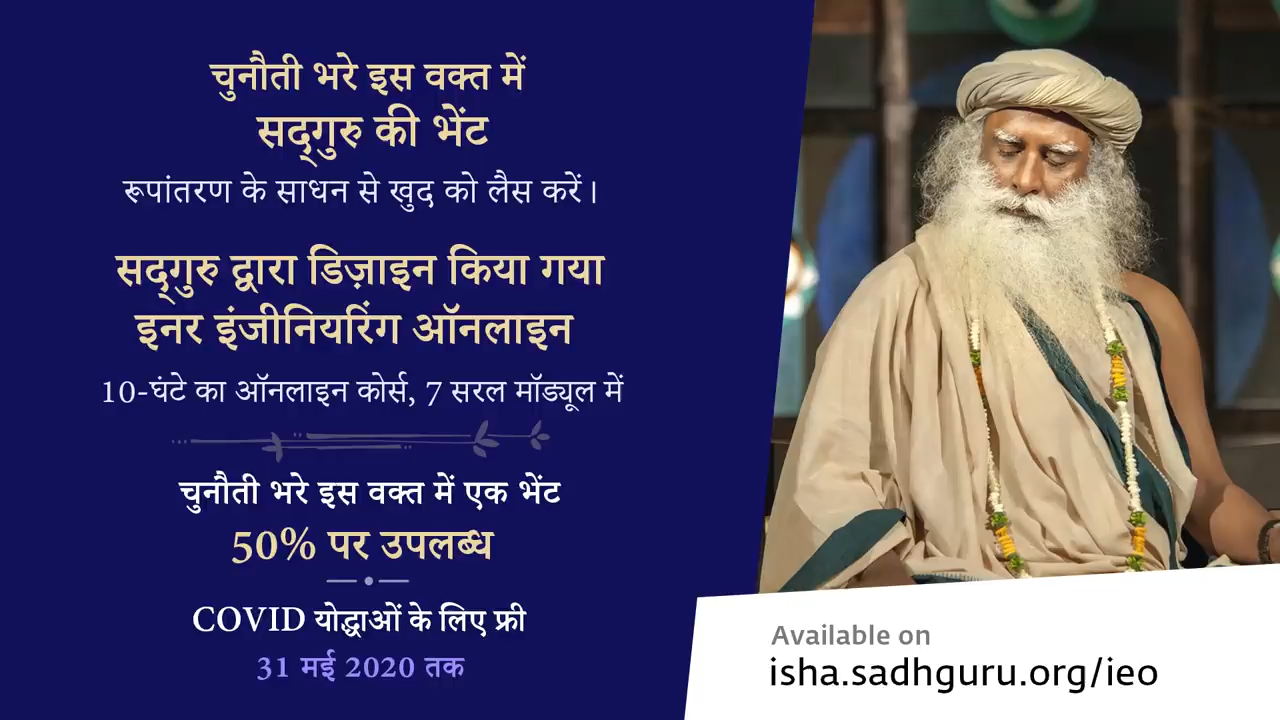 चुनौती भरे इस वक्त में
सद्‌गुरु की भेंट
रूपांतरण के साधन से खुद को लैस करें।
सद्‌गुरु द्वारा डिज़ाइन किया गया
इनर इंजीनियरिंग ऑनलाइन
10-घंटे का ऑनलाइन कोर्स, 7 सरल मॉड्यूल में
चुनौती भरे इस वक्त में एक भेंट
50% पर उपलब्ध
COVID योद्धाओं के लिए फ्री
31 मई 2020 तक
Available on
isha.sadhguru.org/ieo